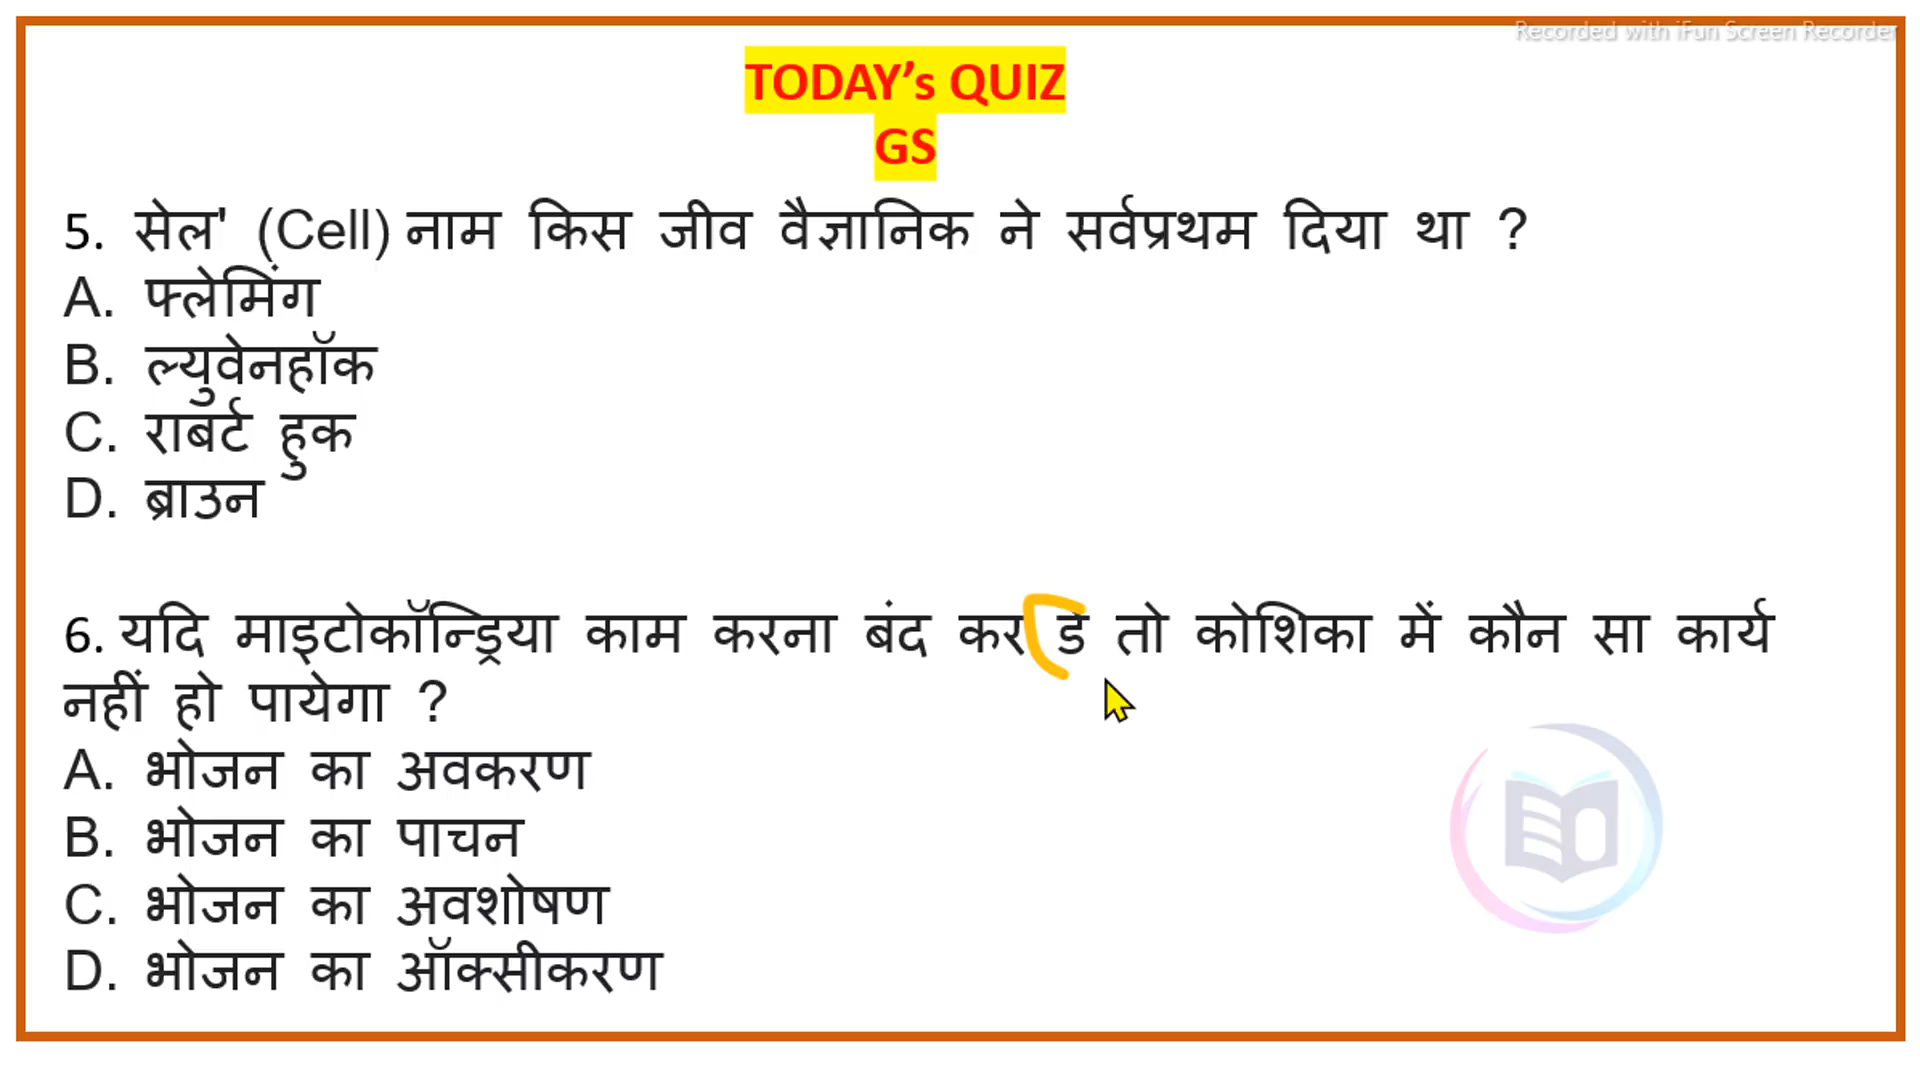 Recorded with iFun Screen Recorder
TODAY’s QUIZ
GS
5. सेल' (Cell) नाम किस जीव वैज्ञानिक ने सर्वप्रथम दिया था ?
A. फ्लेमिंग
B. ल्युवेनहॉक
C. राबर्ट हुक
D. ब्राउन
6. यदि माइटोकॉन्ड्रिया काम करना बंद कर डे तो कोशिका में कौन सा कार्य
नहीं हो पायेगा ?
A. भोजन का अवकरण
B. भोजन का पाचन
C. भोजन का अवशोषण
D. भोजन का ऑक्सीकरण